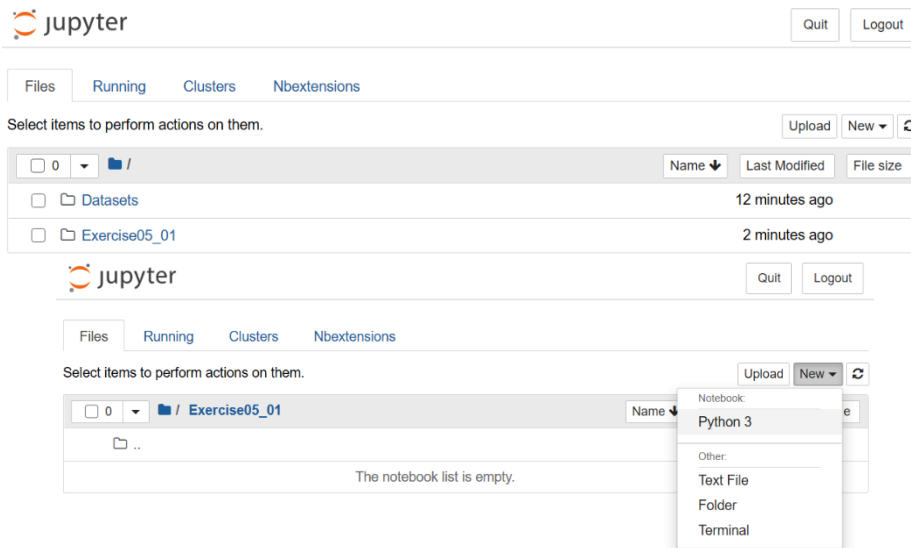 jupyter
Quit Logout
Files Running Clusters Nbextensions
Select items to perform actions on them.
Upload New
0 / Name Last Modified File size
Datasets 12 minutes ago
Exercise05_01 2 minutes ago
jupyter
Quit Logout
Files Running Clusters Nbextensions
Select items to perform actions on them.
Upload New
0 / Exercise05_01 Name e
Notebook:
Python 3
..
The notebook list is empty.
Other:
Text File
Folder
Terminal